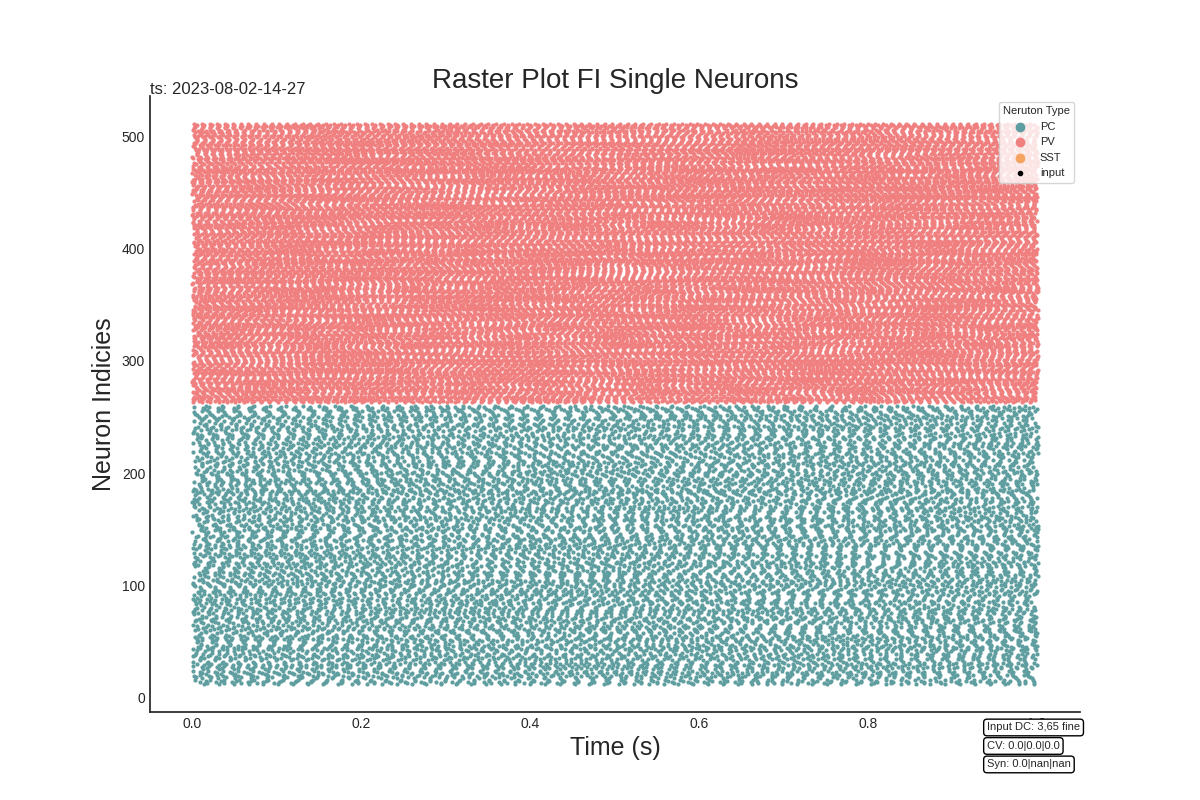 Raster Plot FI Single Neurons
ts: 2023-08-02-14-27
Neruton Type
PC
PV
SST
input
Neuron Indicies
500
400
300
200
100
0
0.0
0.2
0.4
0.6
0.8
Time (s)
Input DC: 3,65 fine
CV: 0.0|0.0|0.0
Syn: 0.0|nan|nan